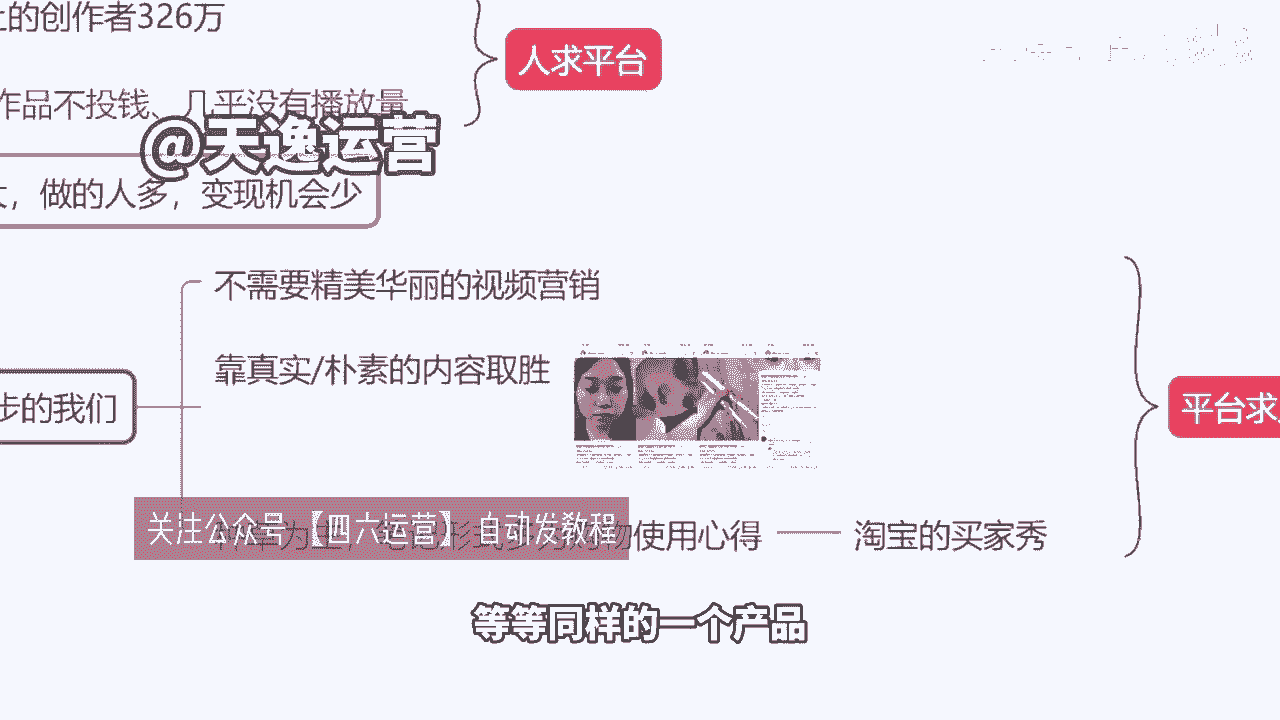 上的创作者326万
人求平台
作品不投钱、几乎没有播放量
@天逸运营
，做的人多，变现机会少
不需要精美华丽的视频营销
靠真实/朴素的内容取胜
步的我们
平台求
关注公众号【四六运营】自动发教程
使用心得
淘宝的买家秀
等等同样的一个产品